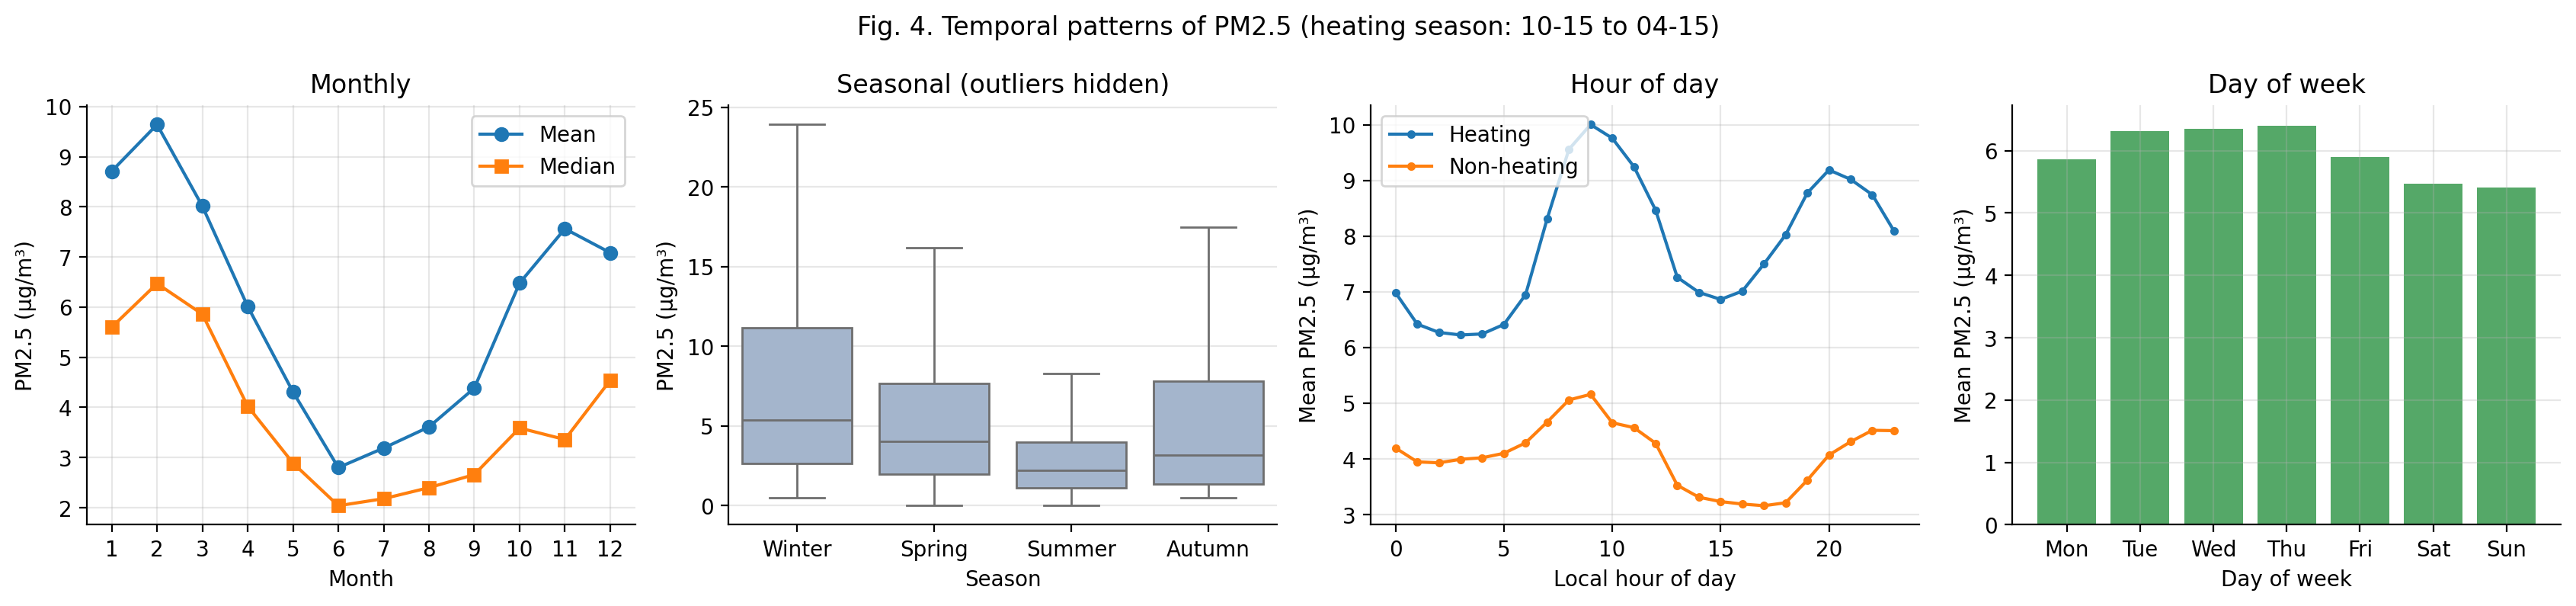 Fig. 4. Temporal patterns of PM2.5 (heating season: 10-15 to 04-15)
Monthly
PM2.5 (µg/m³)
10
9
8
7
6
5
4
3
2
Mean
Median
1 2 3 4 5 6 7 8 9 10 11 12
Month
Seasonal (outliers hidden)
PM2.5 (µg/m³)
25
20
15
10
5
0
Winter Spring Summer Autumn
Season
Hour of day
Mean PM2.5 (µg/m³)
10
9
8
7
6
5
4
3
Heating
Non-heating
0 5 10 15 20
Local hour of day
Day of week
Mean PM2.5 (µg/m³)
6
5
4
3
2
1
0
Mon Tue Wed Thu Fri Sat Sun
Day of week